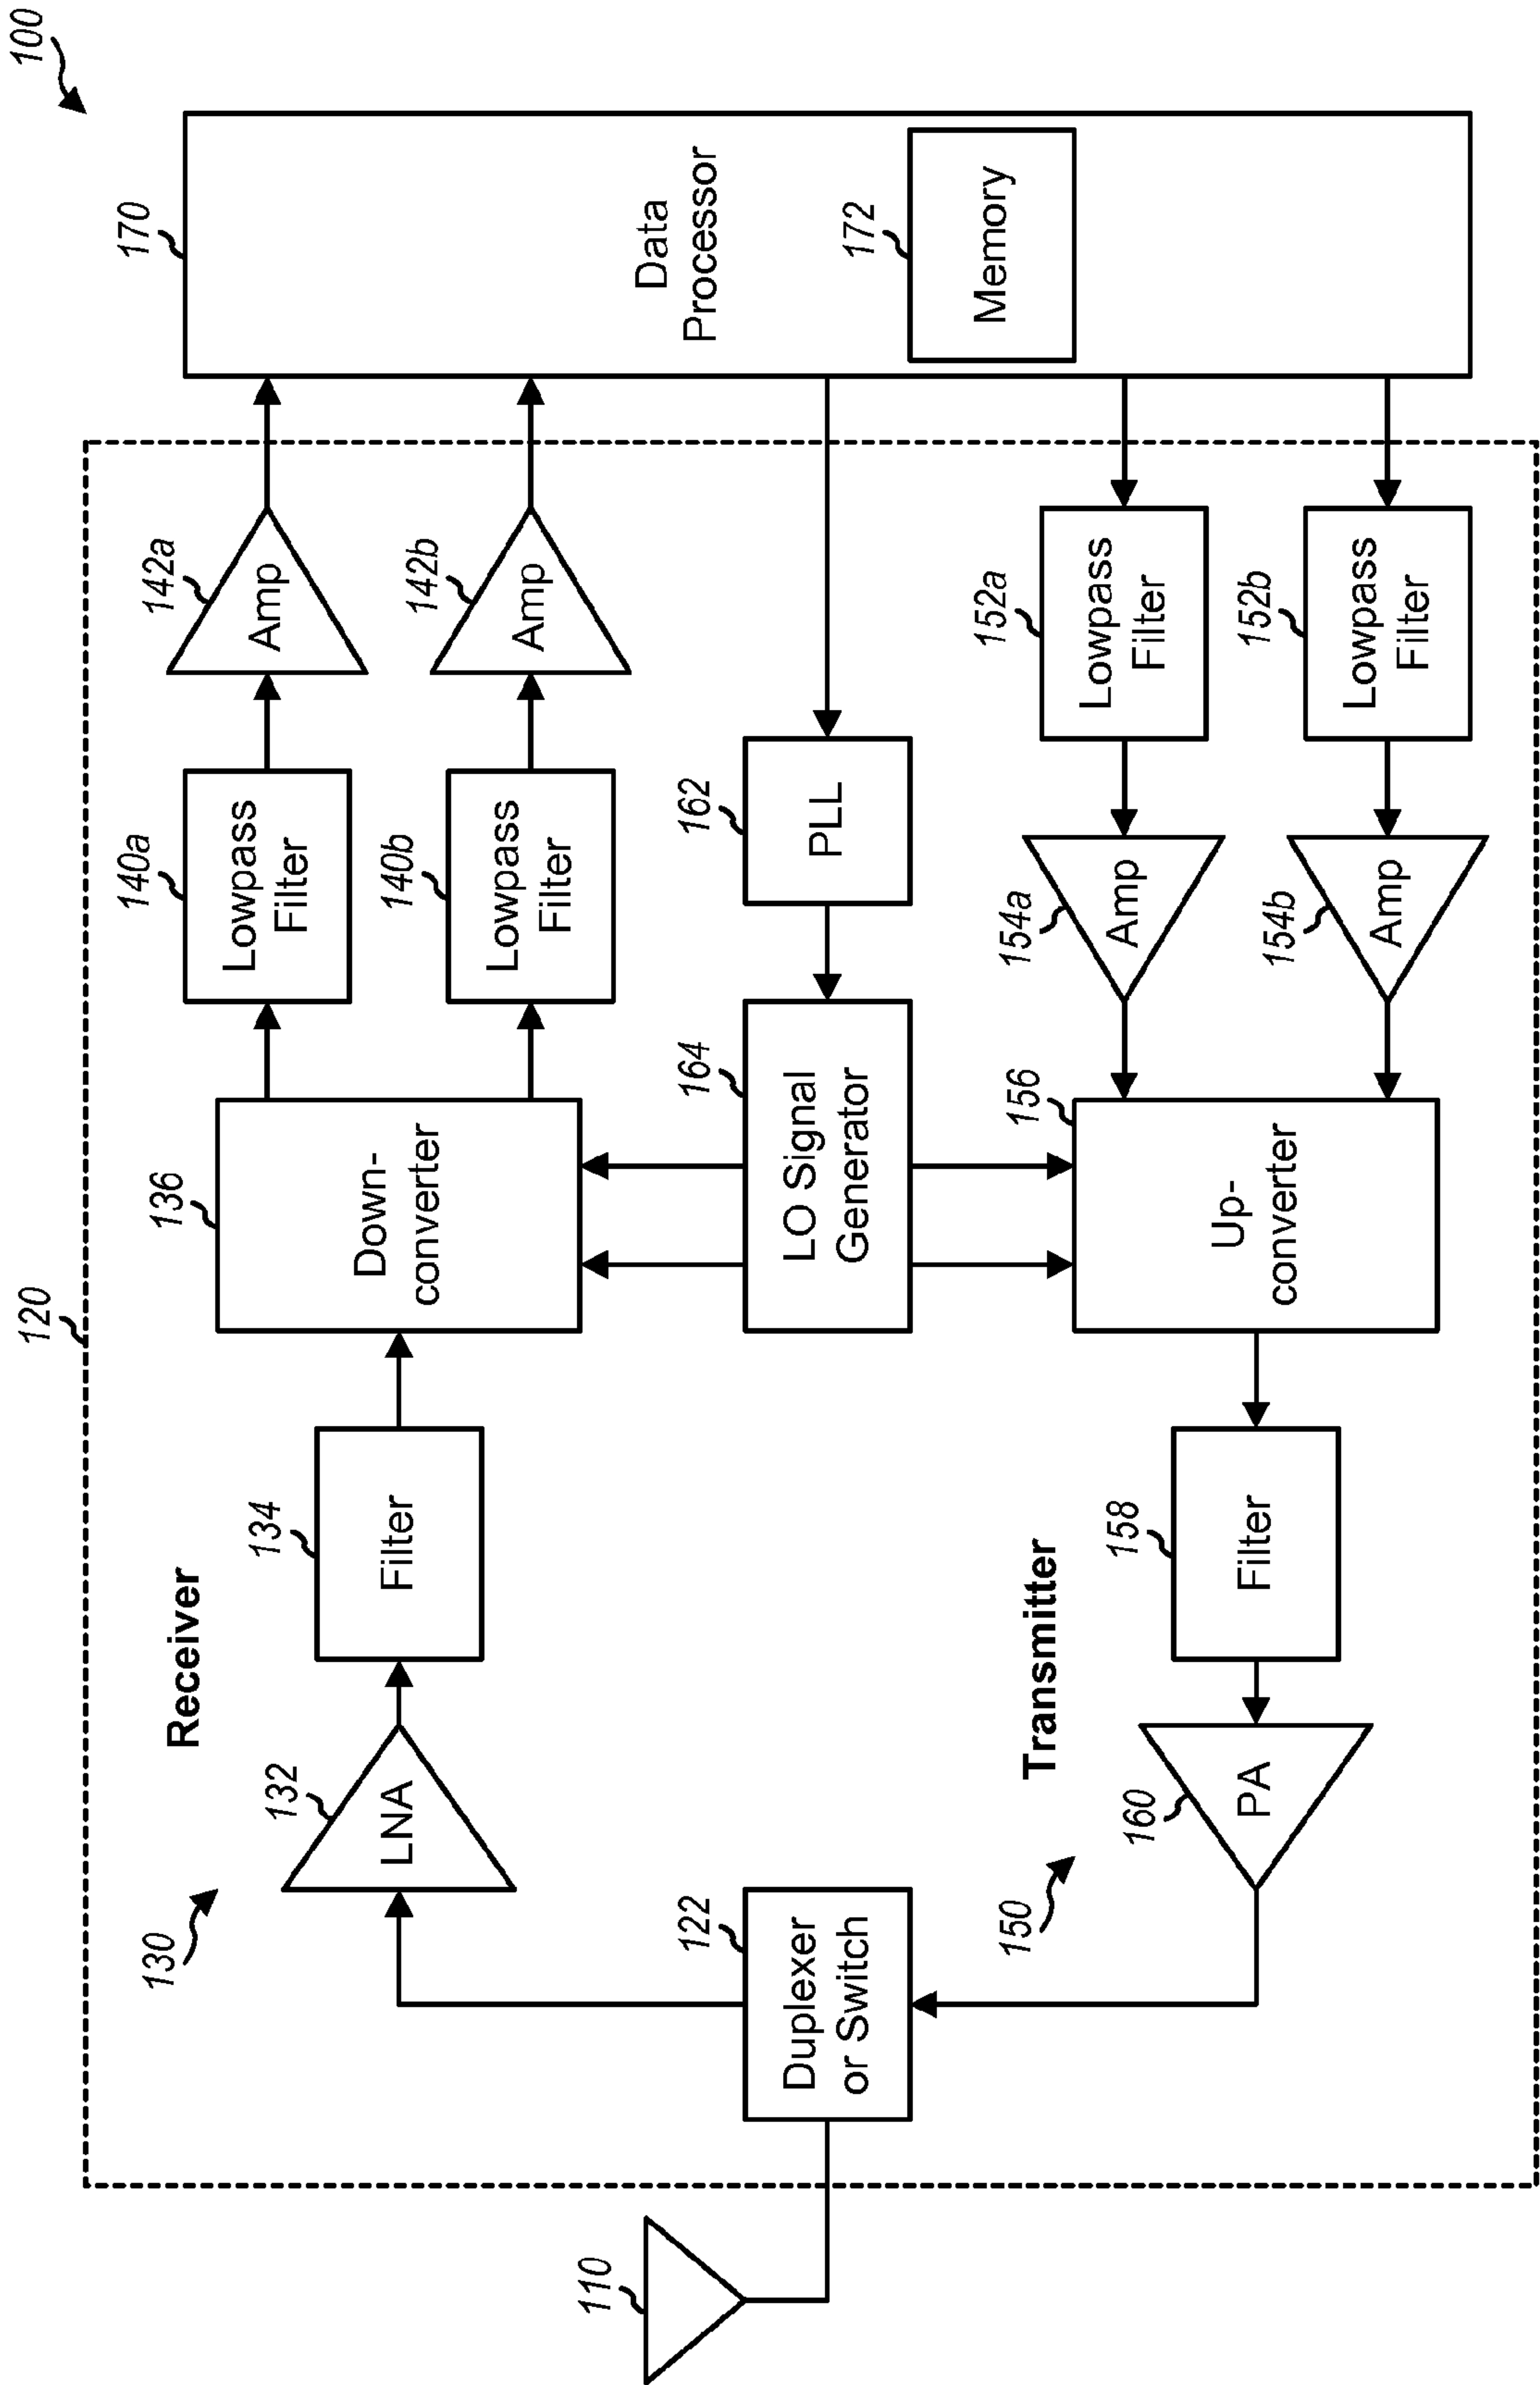 100
120
170
Data
Processor
172
Memory
Receiver
130
132
LNA
134
Filter
136
Down-
converter
140a
Lowpass
Filter
142a
Amp
140b
Lowpass
Filter
142b
Amp
110
122
Duplexer
or Switch
164
LO Signal
Generator
162
PLL
Transmitter
150
160
PA
158
Filter
156
Up-
converter
154a
Amp
152a
Lowpass
Filter
154b
Amp
152b
Lowpass
Filter